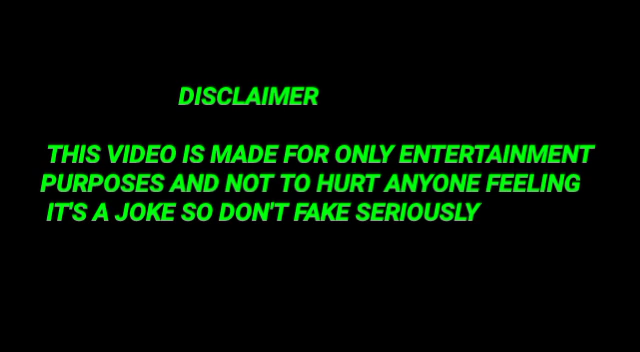 DISCLAIMER
THIS VIDEO IS MADE FOR ONLY ENTERTAINMENT
PURPOSES AND NOT TO HURT ANYONE FEELING
IT'S A JOKE SO DON'T FAKE SERIOUSLY